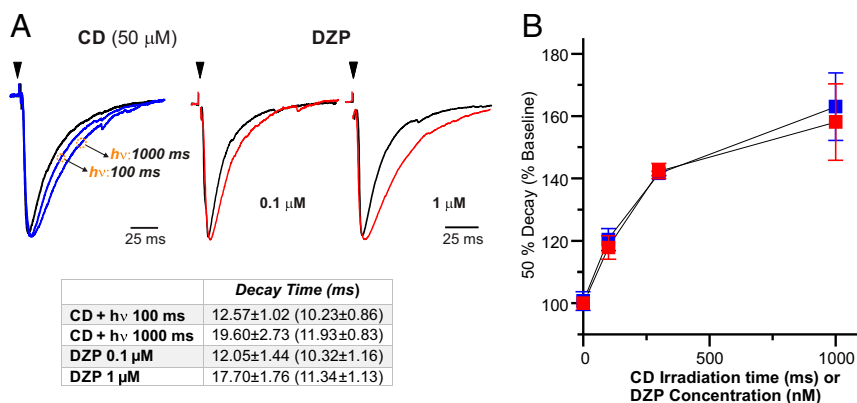 A
CD (50 µM)
DZP
hν:1000 ms
hν:100 ms
0.1 µM
1 µM
25 ms
25 ms
Decay Time (ms)
CD + hν 100 ms 12.57±1.02 (10.23±0.86)
CD + hν 1000 ms 19.60±2.73 (11.93±0.83)
DZP 0.1 µM 12.05±1.44 (10.32±1.16)
DZP 1 µM 17.70±1.76 (11.34±1.13)
B
50 % Decay (% Baseline)
180
160
140
120
100
0
500
1000
CD Irradiation time (ms) or
DZP Concentration (nM)